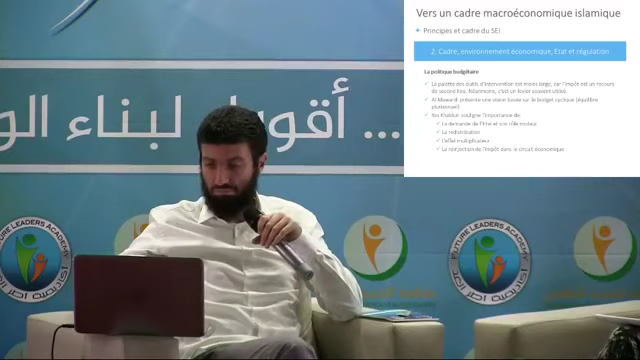 Vers un cadre macroéconomique islamique
Principes et cadre du SEI
2. Cadre, environnement économique, Etat et régulation
La politique budgétaire
La palette des outils d'intervention est moins large, car l'impôt est un recours
de second lieu. Néanmoins, c'est un levier souvent utilisé.
Al Mawardi présente une vision basée sur le budget cyclique (équilibre
pluriannuel)
Ibn Khaldun souligne l'importance de:
La demande de l'Etat et son rôle moteur
La redistribution
L'effet multiplicateur
La réinjection de l'impôt dans le circuit économique
... أقوياء لبناء الو
FUTURE LEADERS ACADEMY
FUTURE LEADERS ACADEMY